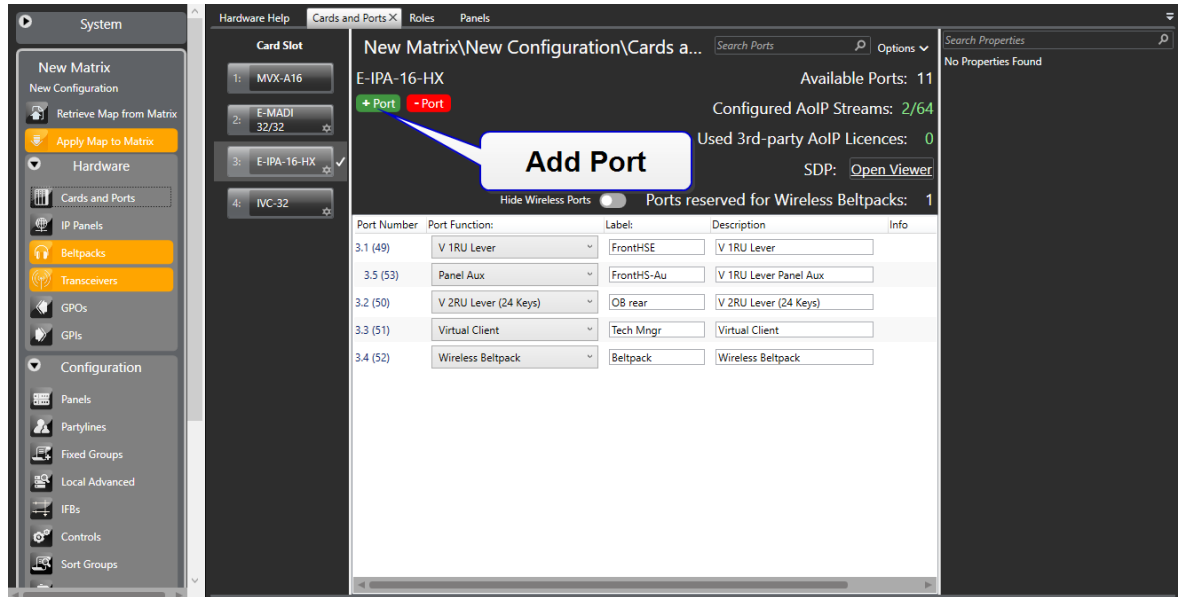 System
New Matrix
New Configuration
Retrieve Map from Matrix
Apply Map to Matrix
Hardware
Cards and Ports
IP Panels
Beltpacks
Transceivers
GPOs
GPIs
Configuration
Panels
Partylines
Fixed Groups
Local Advanced
IFBs
Controls
Sort Groups
Hardware Help Cards and Ports X Roles Panels
Card Slot
1: MVX-A16
2: E-MADI
32/32
3: E-IPA-16-HX
4: IVC-32
New Matrix\New Configuration\Cards a... Search Ports Options
E-IPA-16-HX Available Ports: 11
+ Port - Port Configured AoIP Streams: 2/64
Used 3rd-party AoIP Licences: 0
Add Port
SDP: Open Viewer
Hide Wireless Ports Ports reserved for Wireless Beltpacks: 1
Port Number Port Function: Label: Description Info
3.1 (49) V 1RU Lever FrontHSE V 1RU Lever
3.5 (53) Panel Aux FrontHS-Au V 1RU Lever Panel Aux
3.2 (50) V 2RU Lever (24 Keys) OB rear V 2RU Lever (24 Keys)
3.3 (51) Virtual Client Tech Mngr Virtual Client
3.4 (52) Wireless Beltpack Beltpack Wireless Beltpack
Search Properties
No Properties Found